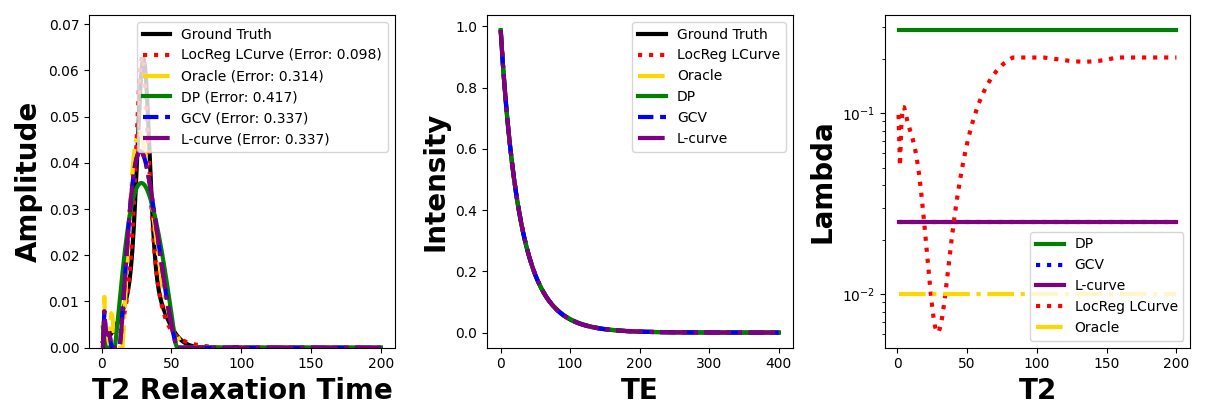 0.07
0.06
0.05
0.04
0.03
0.02
0.01
0.00
0
50
100
150
200
Amplitude
T2 Relaxation Time
Ground Truth
LocReg LCurve (Error: 0.098)
Oracle (Error: 0.314)
DP (Error: 0.417)
GCV (Error: 0.337)
L-curve (Error: 0.337)
1.0
0.8
0.6
0.4
0.2
0.0
0
100
200
300
400
Intensity
TE
Ground Truth
LocReg LCurve
Oracle
DP
GCV
L-curve
10⁻¹
10⁻²
0
50
100
150
200
Lambda
T2
DP
GCV
L-curve
LocReg LCurve
Oracle